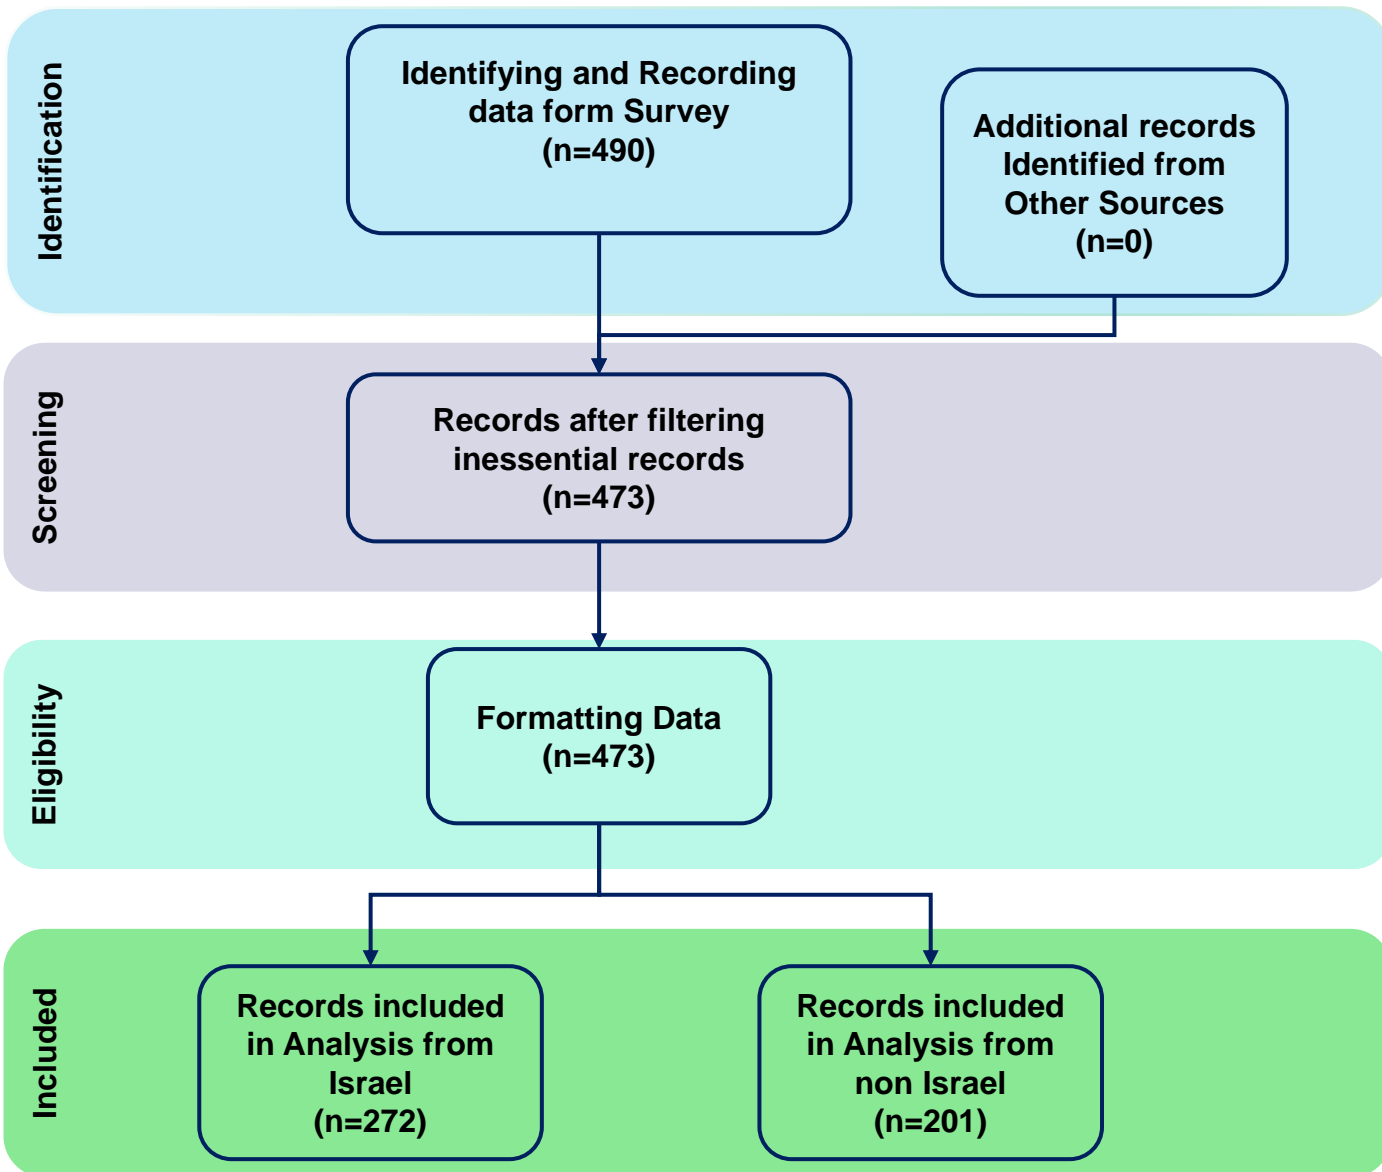 Identification
Identifying and Recording
data form Survey
(n=490)
Additional records
Identified from
Other Sources
(n=0)
Screening
Records after filtering
inessential records
(n=473)
Eligibility
Formatting Data
(n=473)
Included
Records included
in Analysis from
Israel
(n=272)
Records included
in Analysis from
non Israel
(n=201)